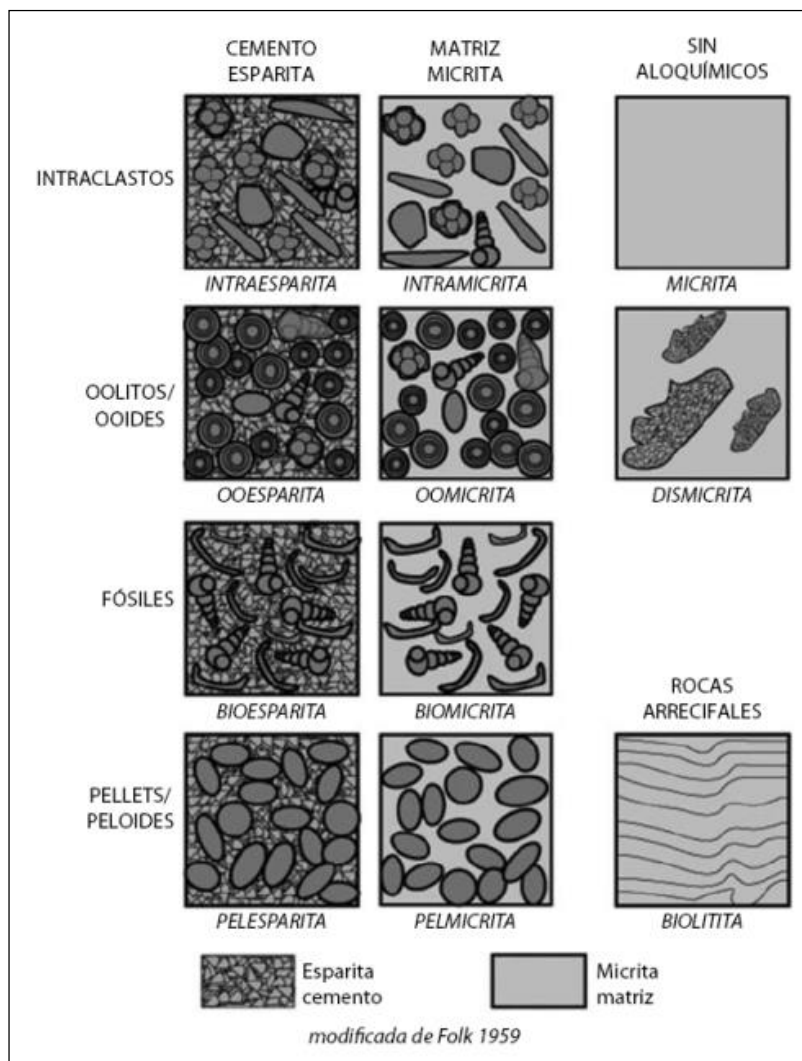 CEMENTO
ESPARITA
MATRIZ
MICRITA
SIN
ALOQUÍMICOS
INTRACLASTOS
INTRAESPARITA
INTRAMICRITA
MICRITA
OOLITOS/
OOIDES
OOESPARITA
OOMICRITA
DISMICRITA
FÓSILES
BIOESPARITA
BIOMICRITA
ROCAS
ARRECIFALES
PELLETS/
PELOIDES
PELESPARITA
PELMICRITA
BIOLITITA
Esparita
cemento
Micrita
matriz
modificada de Folk 1959